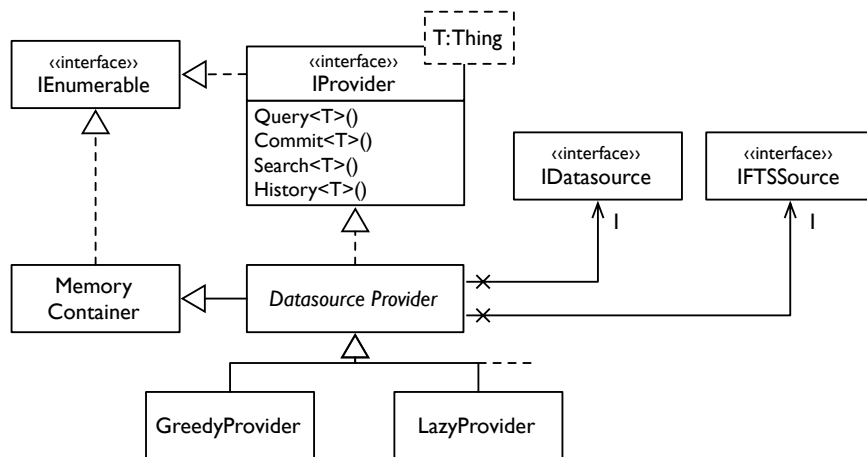 T:Thing
‹‹interface››
IEnumerable
‹‹interface››
IProvider
Query<T>()
Commit<T>()
Search<T>()
History<T>()
‹‹interface››
IDatasource
‹‹interface››
IFTSSource
1
1
Memory
Container
Datasource Provider
GreedyProvider
LazyProvider